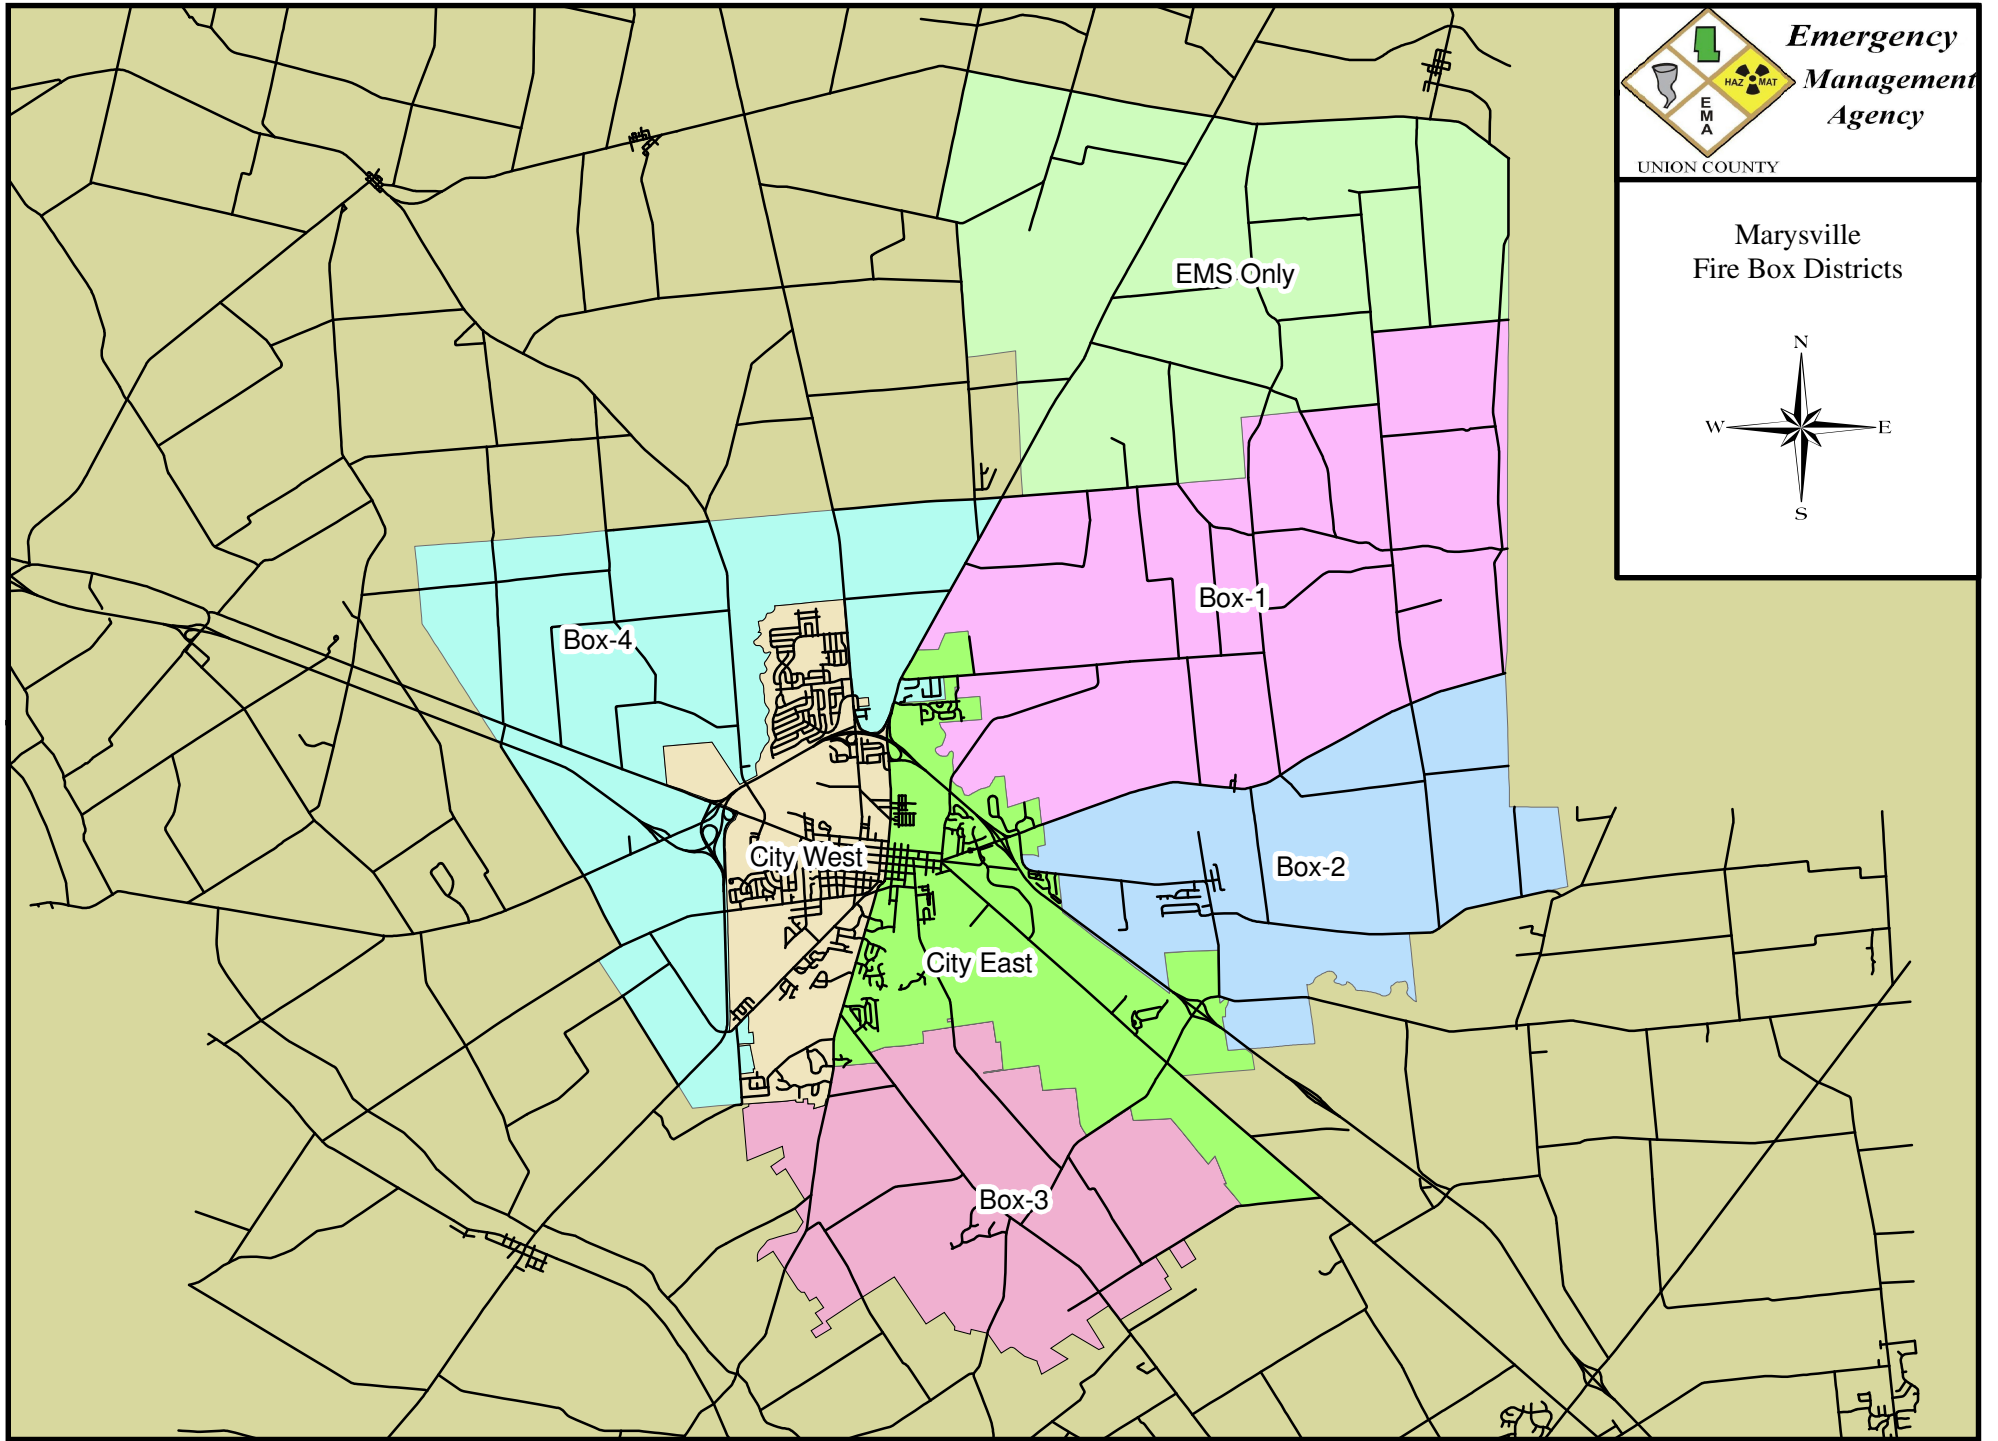 Emergency
Management
Agency
HAZ MAT
E
M
A
UNION COUNTY
Marysville
Fire Box Districts
N
W
E
S
EMS Only
Box-1
Box-4
City West
Box-2
City East
Box-3